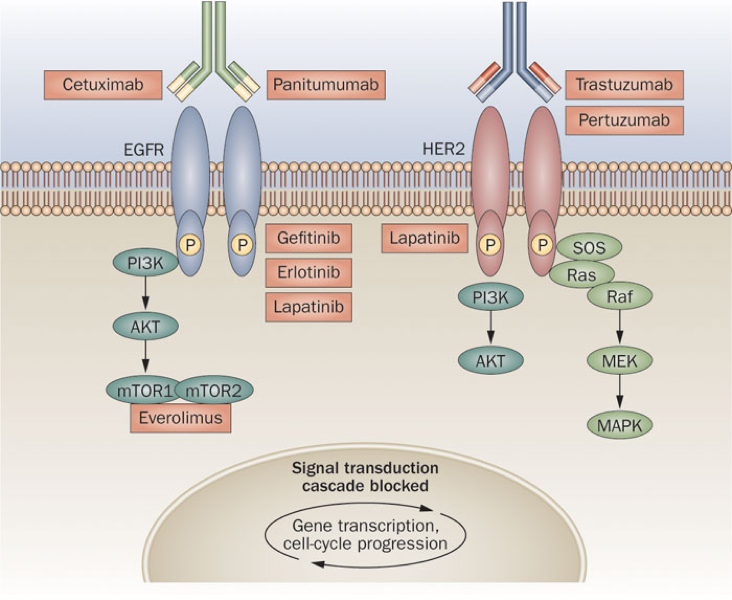 Cetuximab
Panitumumab
Trastuzumab
Pertuzumab
EGFR
HER2
P
P
Gefitinib
Erlotinib
Lapatinib
Lapatinib
P
P
SOS
Ras
Raf
PI3K
AKT
mTOR1
mTOR2
Everolimus
PI3K
AKT
MEK
MAPK
Signal transduction
cascade blocked
Gene transcription,
cell-cycle progression